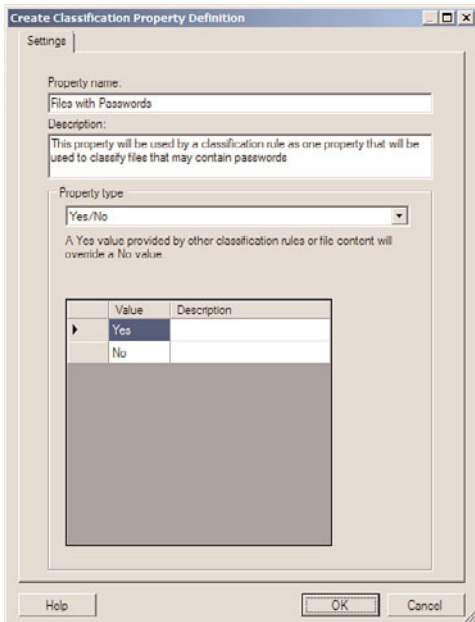 Create Classification Property Definition
Settings
Property name:
Files with Passwords
Description:
This property will be used by a classification rule as one property that will be
used to classify files that may contain passwords
Property type
Yes/No
A Yes value provided by other classification rules or file content will
override a No value.
Value Description
Yes
No
Help OK Cancel